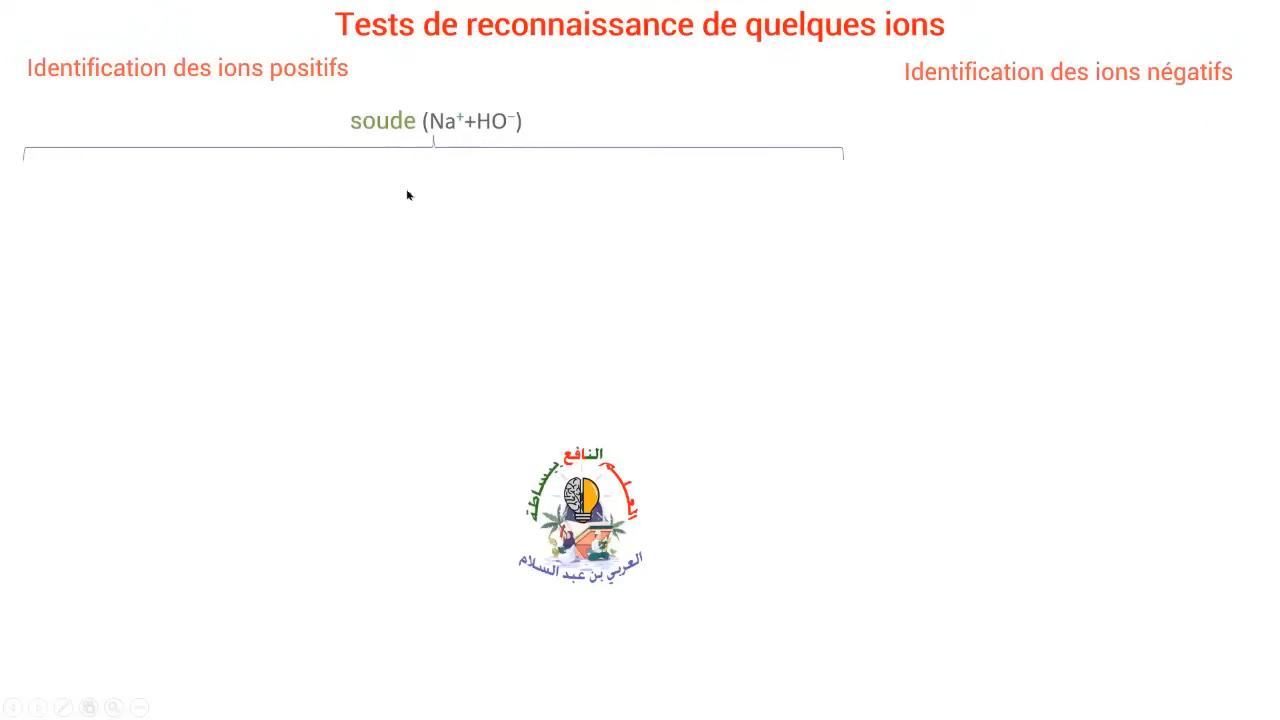 Tests de reconnaissance de quelques ions
Identification des ions positifs
Identification des ions négatifs
soude (Na⁺+HO⁻)
العلم النافع ببساطة
العربي بن عبد السلام